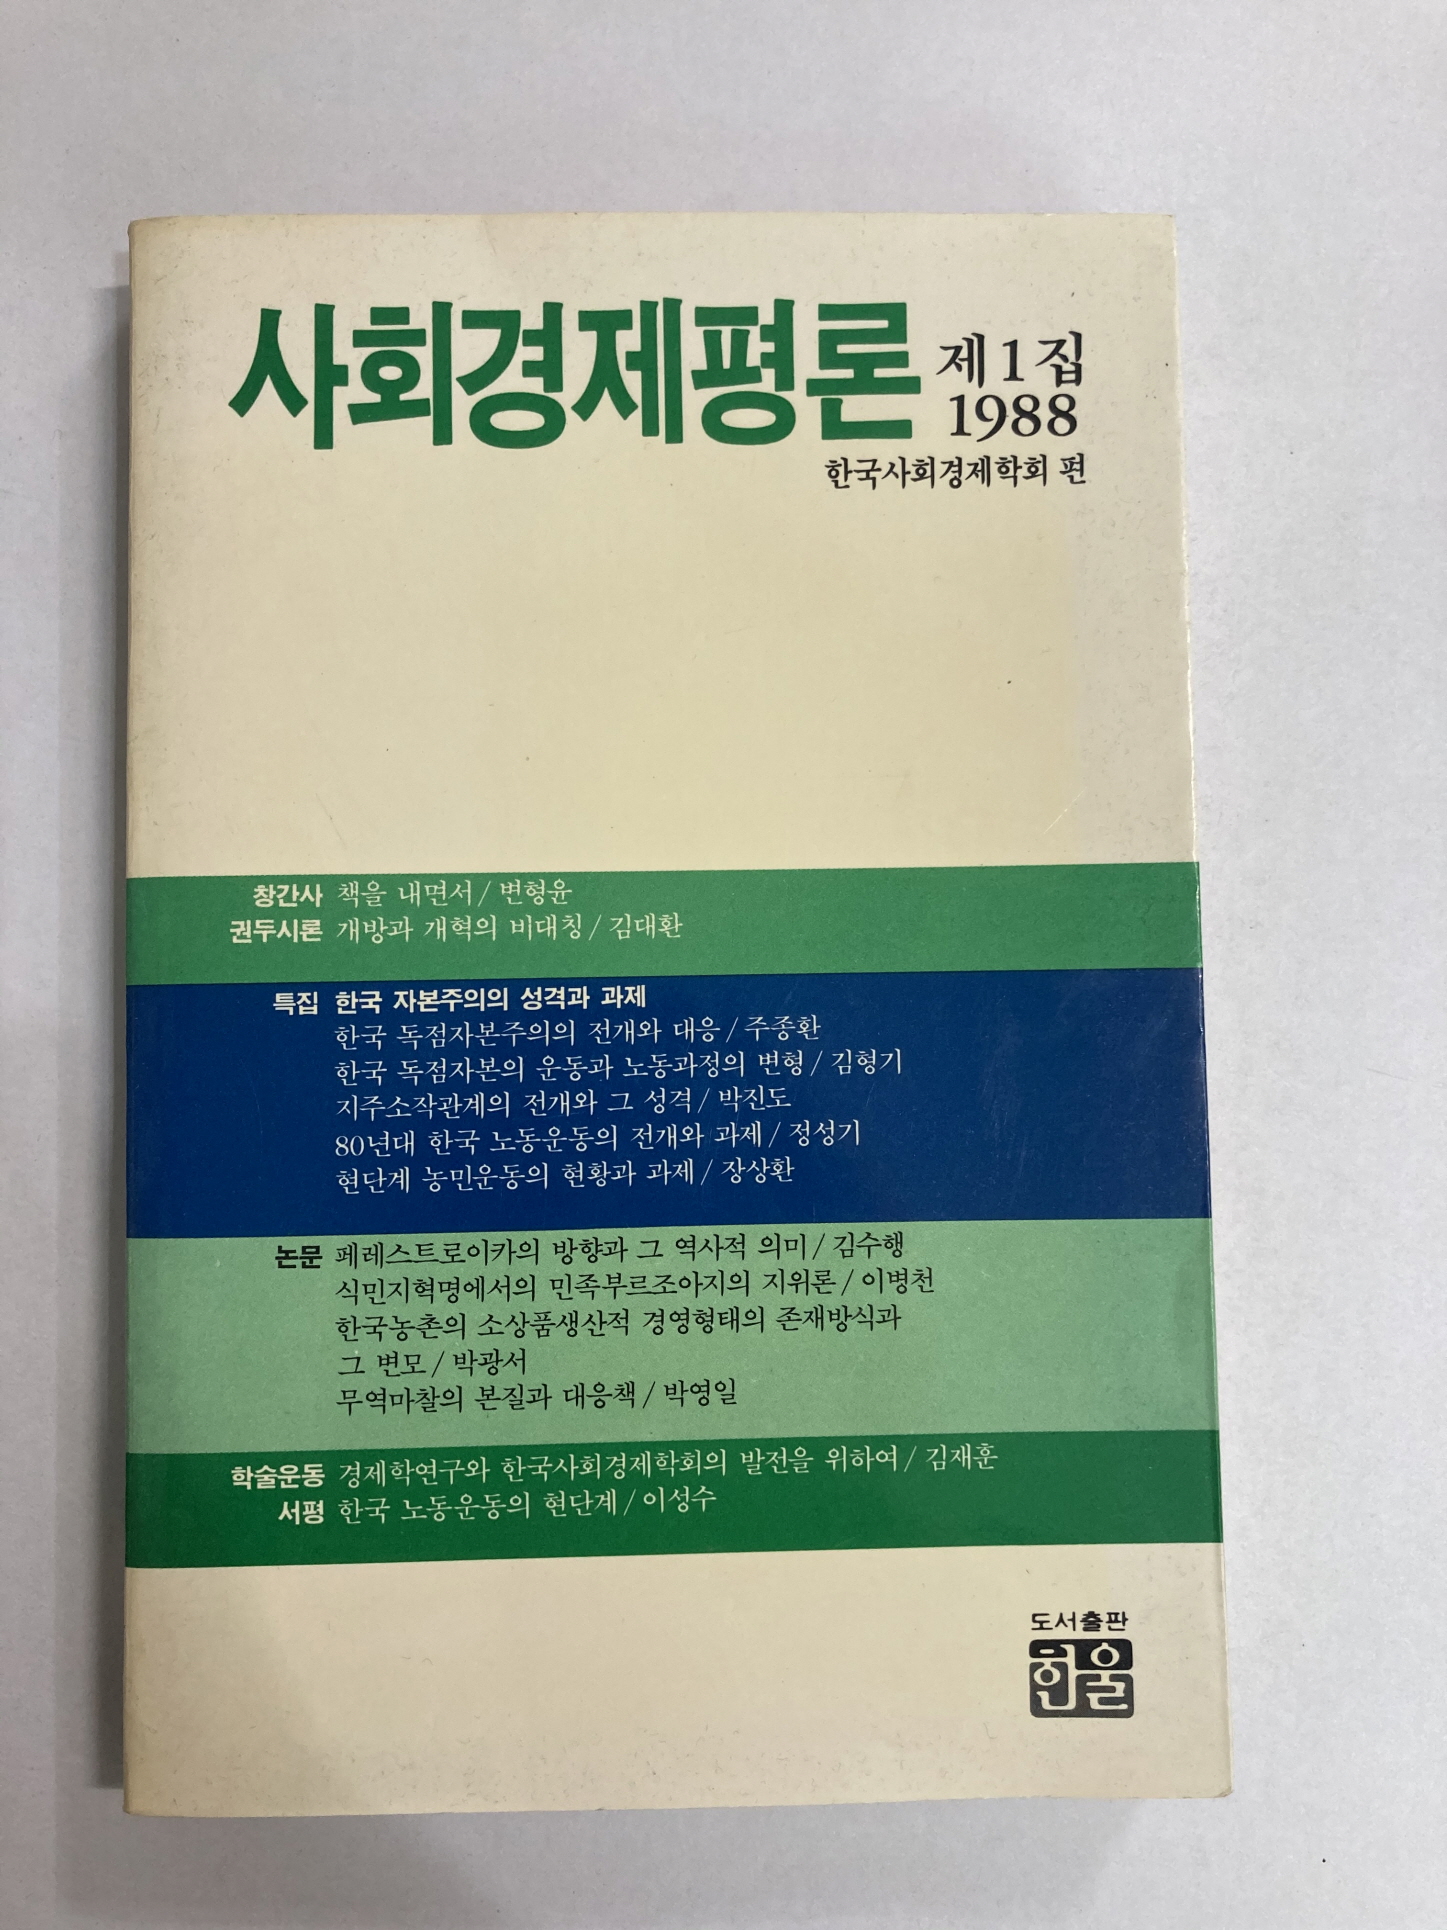 사회경제평론 제1집
1988
한국사회경제학회 편
창간사 책을 내면서 / 변형윤
권두시론 개방과 개혁의 비대칭 / 김대환
특집 한국 자본주의의 성격과 과제
한국 독점자본주의의 전개와 대응 / 주종환
한국 독점자본의 운동과 노동과정의 변형 / 김형기
지주소작관계의 전개와 그 성격 / 박진도
80년대 한국 노동운동의 전개와 과제 / 정성기
현단계 농민운동의 현황과 과제 / 장상환
논문 페레스트로이카의 방향과 그 역사적 의미 / 김수행
식민지혁명에서의 민족부르조아지의 지위론 / 이병천
한국농촌의 소상품생산적 경영형태의 존재방식과
그 변모 / 박광서
무역마찰의 본질과 대응책 / 박영일
학술운동 경제학연구와 한국사회경제학회의 발전을 위하여 / 김재훈
서평 한국 노동운동의 현단계 / 이성수
도서출판
한울